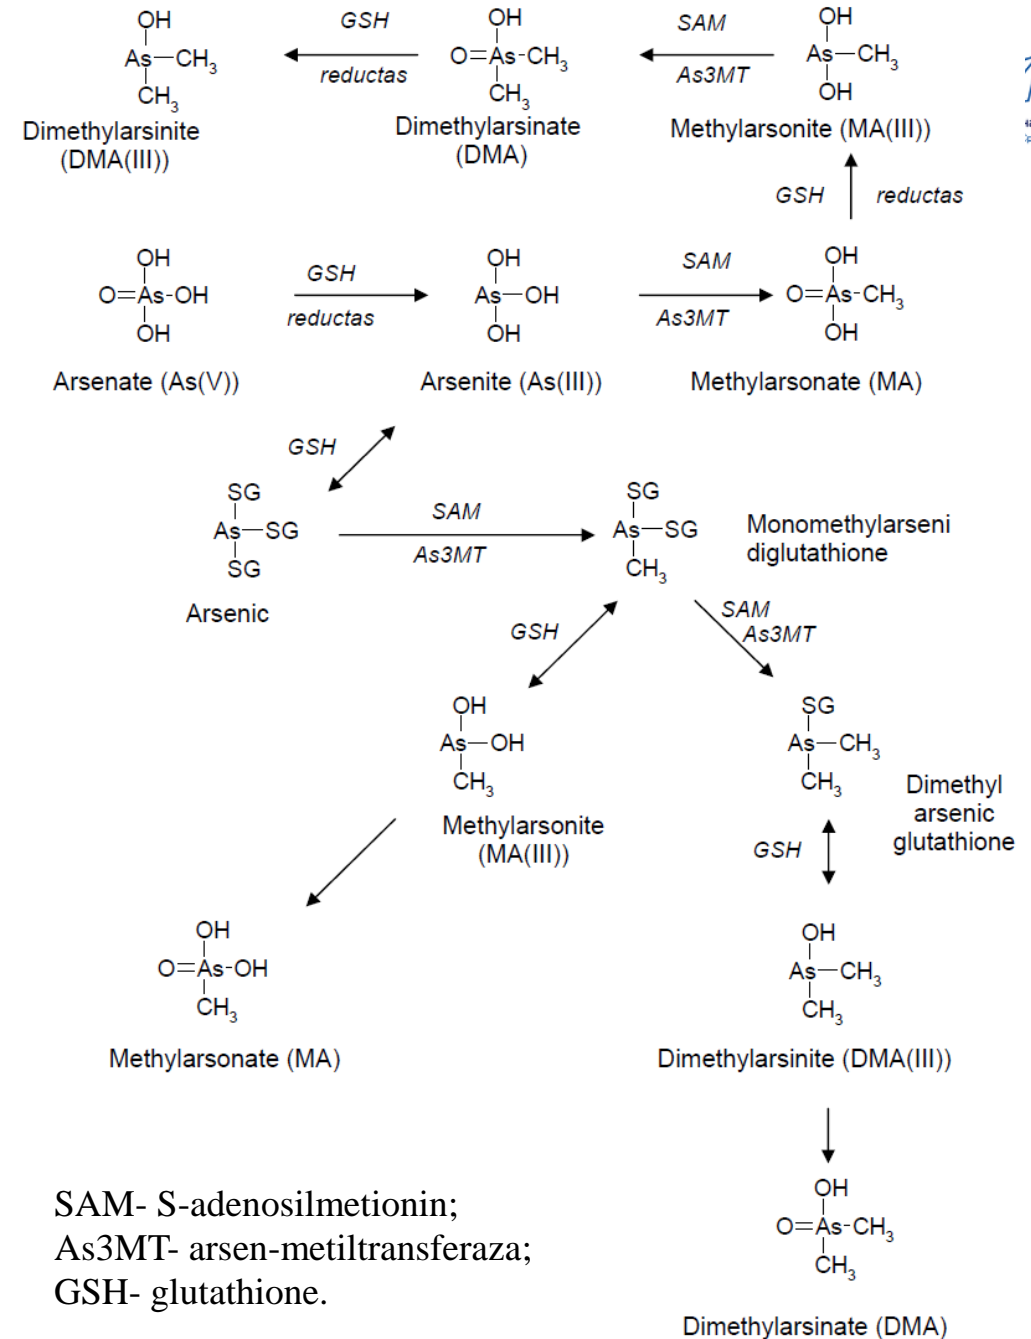 OH
As—CH3
CH3
Dimethylarsinite
(DMA(III))
GSH
reductas
OH
O=As-CH3
CH3
Dimethylarsinate
(DMA)
SAM
As3MT
OH
As—CH3
OH
Methylarsonite (MA(III))
GSH reductas
OH
O=As-OH
OH
Arsenate (As(V))
GSH
reductas
OH
As—OH
OH
Arsenite (As(III))
SAM
As3MT
OH
O=As-CH3
OH
Methylarsonate (MA)
GSH
SG
As—SG
SG
Arsenic
SAM
As3MT
SG
As—SG
CH3
Monomethylarseni
diglutathione
GSH
SAM
As3MT
OH
As—OH
CH3
Methylarsonite
(MA(III))
SG
As—CH3
CH3
Dimethyl
arsenic
glutathione
GSH
OH
O=As-OH
CH3
Methylarsonate (MA)
OH
As—CH3
CH3
Dimethylarsinite (DMA(III))
OH
O=As-CH3
CH3
Dimethylarsinate (DMA)
SAM- S-adenosilmetionin;
As3MT- arsen-metiltransferaza;
GSH- glutathione.